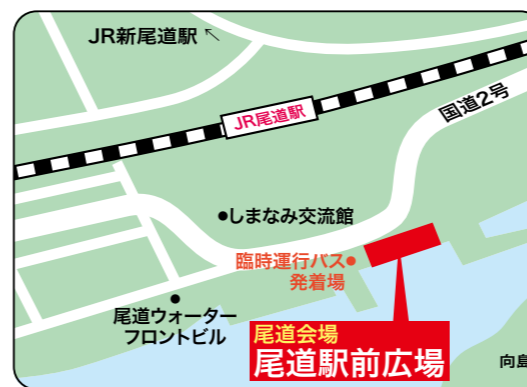 JR新尾道駅↖
JR尾道駅
国道2号
●しまなみ交流館
臨時運行バス●
発着場
尾道ウォーター
フロントビル
尾道会場
尾道駅前広場
向島